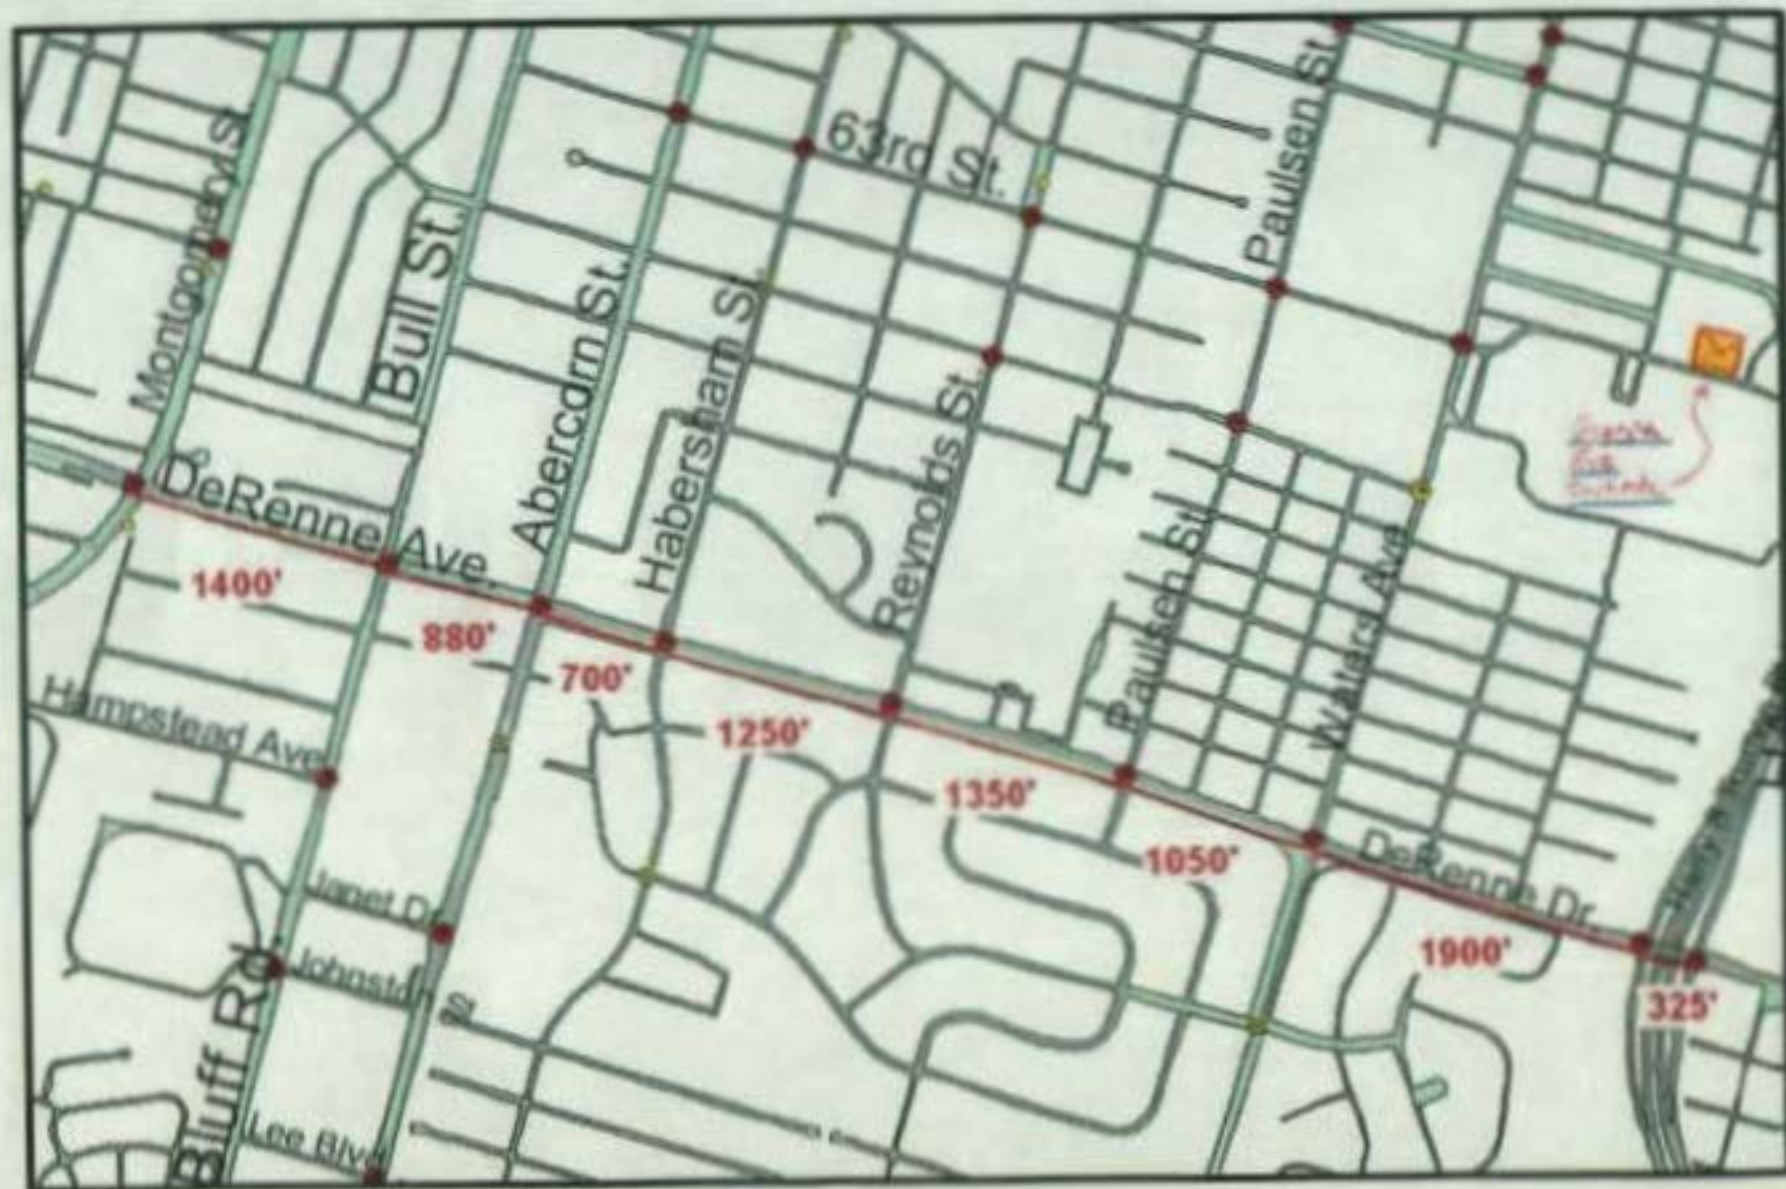 Paulsen St.
63rd St.
Montgomery St.
Bull St.
Abercorn St.
Habersham St.
Reynolds St.
Paulsen St.
Waters Ave
DeRenne Ave.
1400'
880'
700'
1250'
1350'
1050'
DeRenne Dr.
1900'
325'
Hampstead Ave
Janet Dr
Johnston St
Bluff Rd.
Lee Blvd